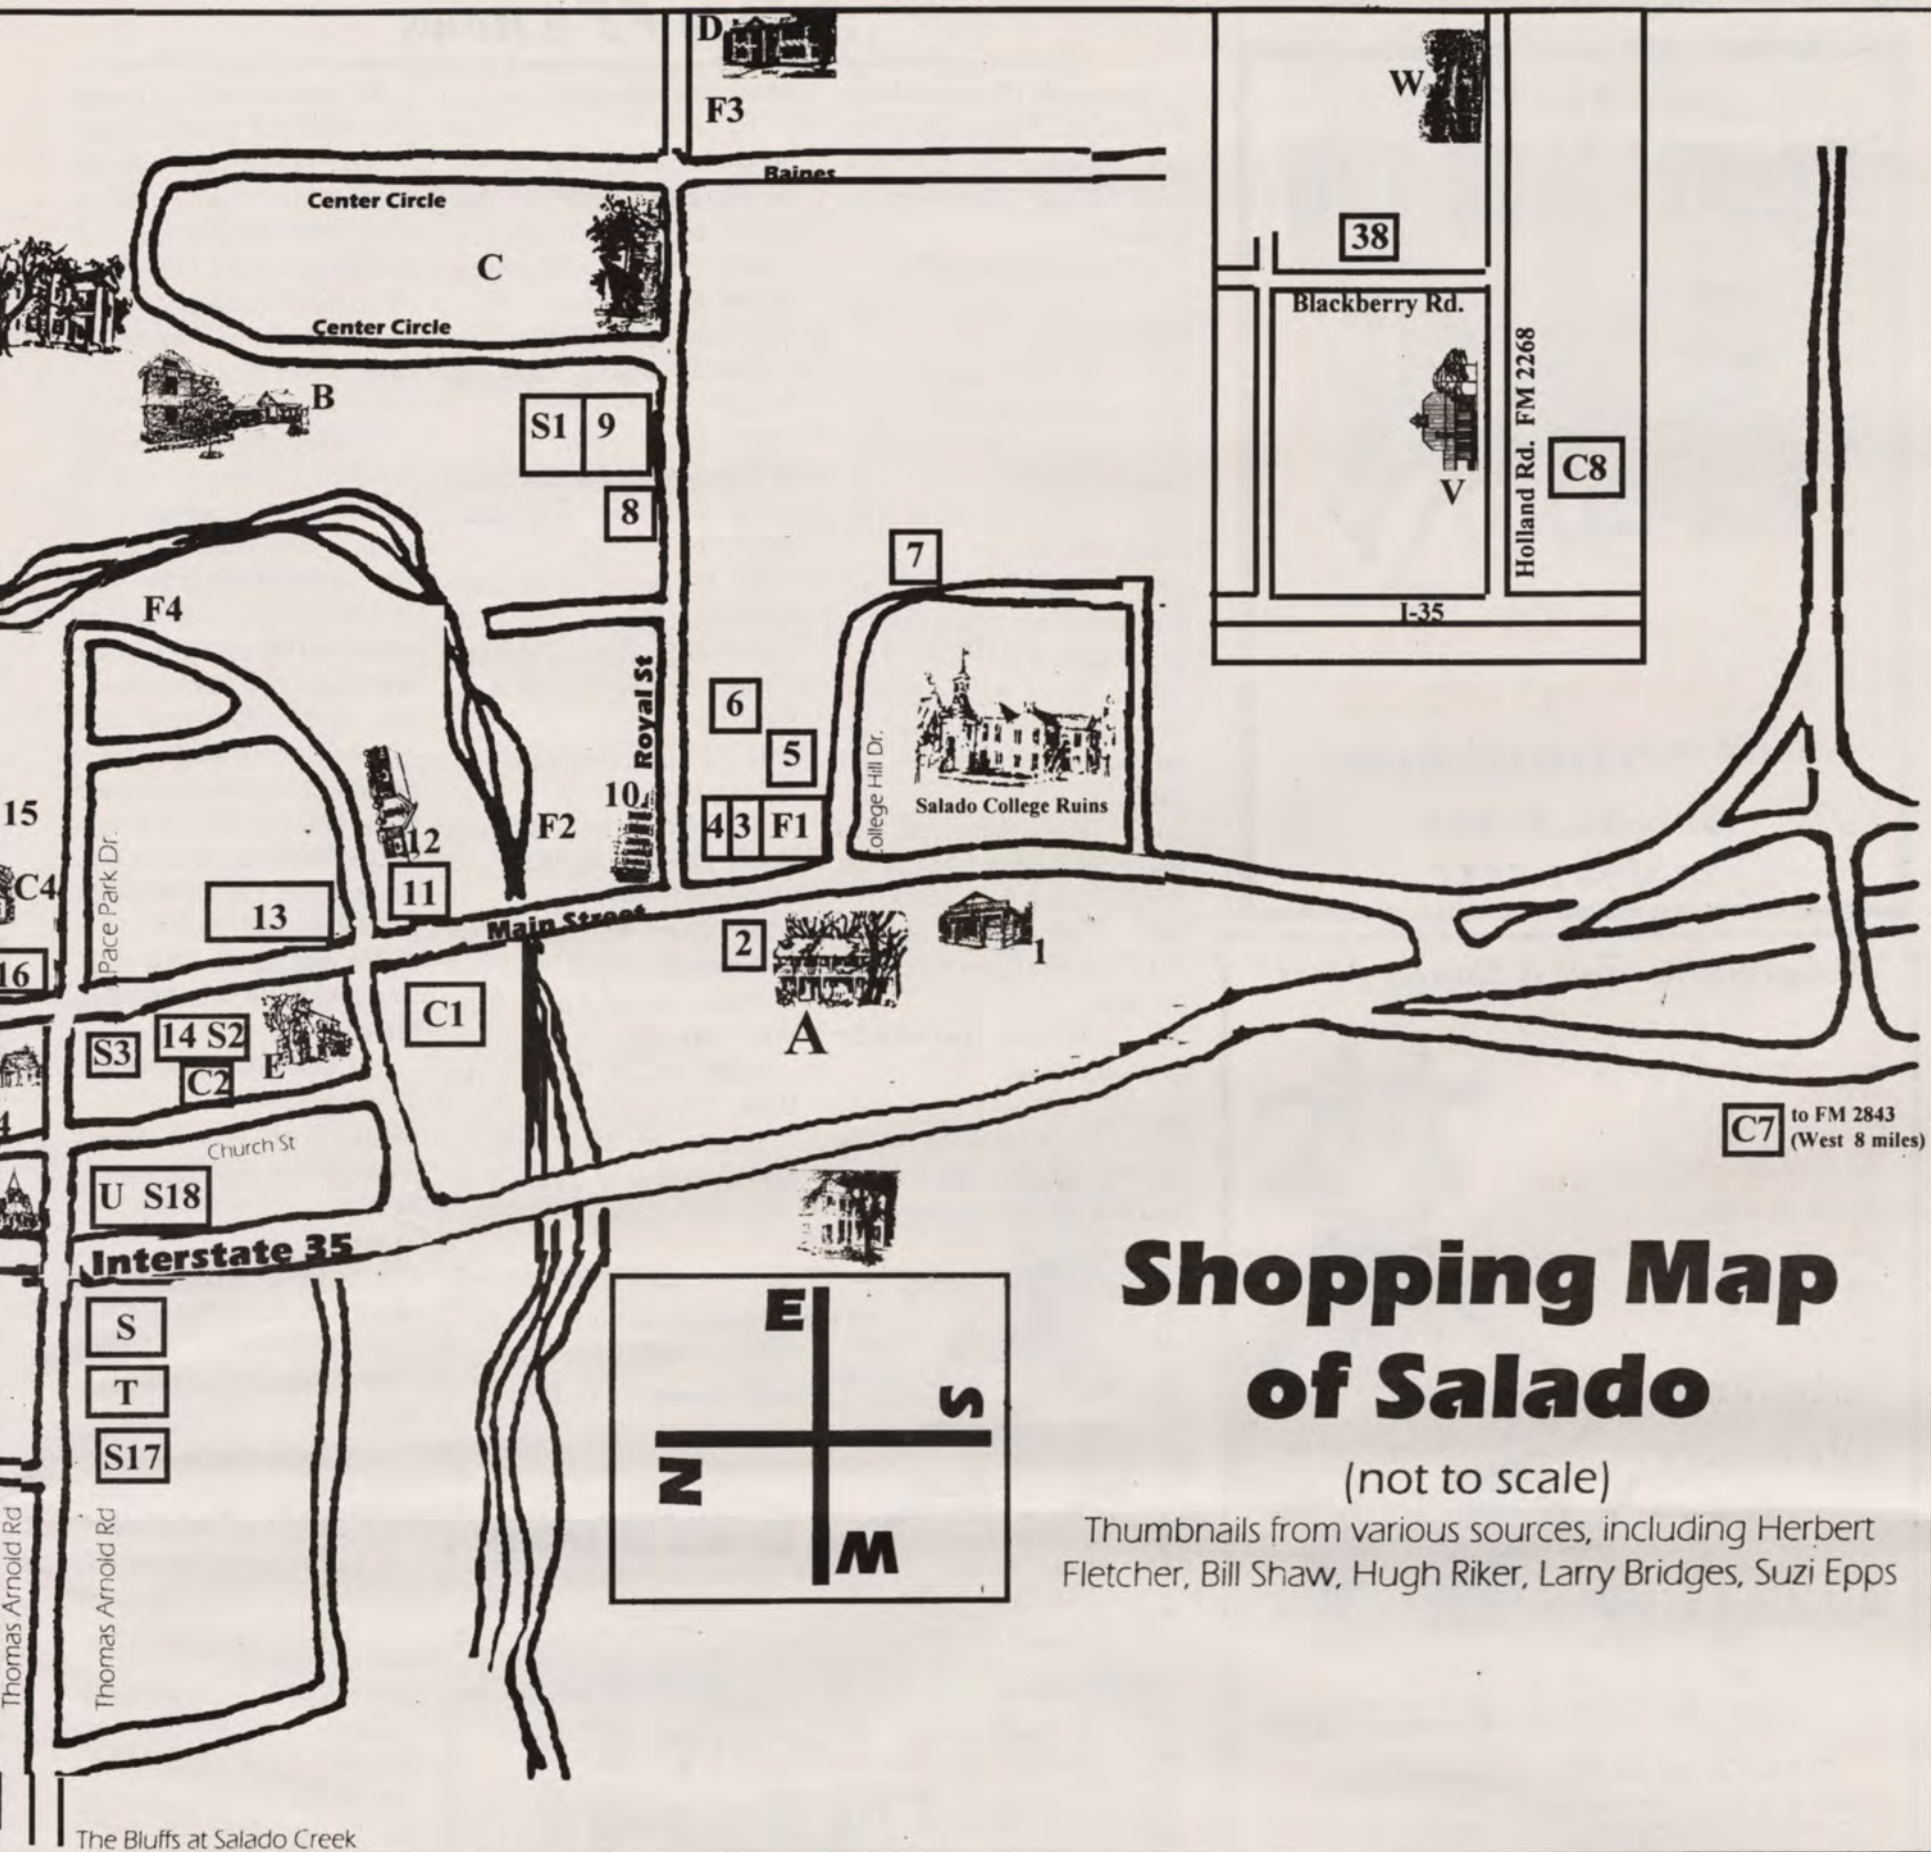 D
F3
W
Baines
Center Circle
C
38
Center Circle
Blackberry Rd.
B
S1 9
Holland Rd. FM 2268
C8
V
8
7
F4
I-35
Royal St
6
5
College Hill Dr.
Salado College Ruins
10
15
F2
4 3 F1
12
Pace Park Dr.
C4
11
13
Main Street
2
1
16
C1
A
S3
14 S2
E
C2
4
C7
to FM 2843
(West 8 miles)
Church St
U S18
Interstate 35
Shopping Map
of Salado
(not to scale)
Thumbnails from various sources, including Herbert
Fletcher, Bill Shaw, Hugh Riker, Larry Bridges, Suzi Epps
E
S
N
W
S
T
S17
Thomas Arnold Rd
Thomas Arnold Rd
The Bluffs at Salado Creek